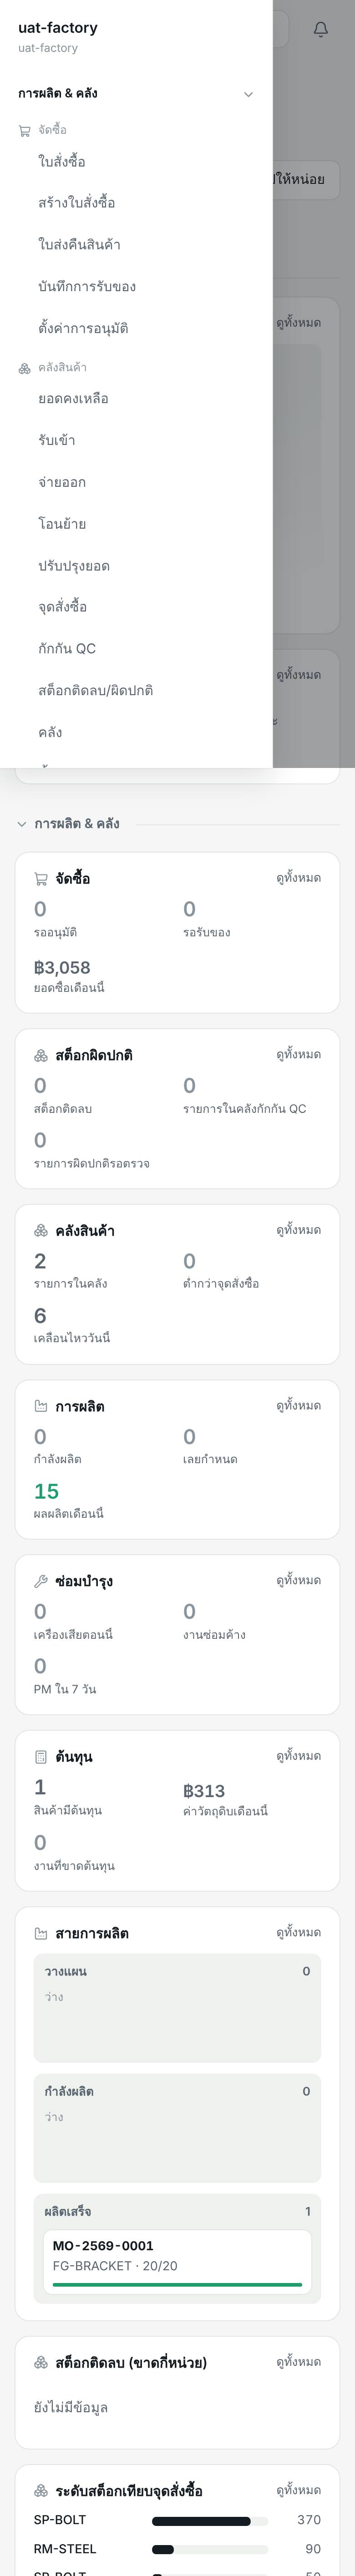 uat-factory
uat-factory
การผลิต & คลัง
จัดซื้อ
ใบสั่งซื้อ
สร้างใบสั่งซื้อ
ใบส่งคืนสินค้า
บันทึกการรับของ
ตั้งค่าการอนุมัติ
คลังสินค้า
ยอดคงเหลือ
รับเข้า
จ่ายออก
โอนย้าย
ปรับปรุงยอด
จุดสั่งซื้อ
กักกัน QC
สต็อกติดลบ/ผิดปกติ
คลัง
ให้หน่อย
ดูทั้งหมด
ดูทั้งหมด
การผลิต & คลัง
จัดซื้อ ดูทั้งหมด
0 0
รออนุมัติ รอรับของ
฿3,058
ยอดซื้อเดือนนี้
สต็อกผิดปกติ ดูทั้งหมด
0 0
สต็อกติดลบ รายการในคลังกักกัน QC
0
รายการผิดปกติรอตรวจ
คลังสินค้า ดูทั้งหมด
2 0
รายการในคลัง ต่ำกว่าจุดสั่งซื้อ
6
เคลื่อนไหววันนี้
การผลิต ดูทั้งหมด
0 0
กำลังผลิต เลยกำหนด
15
ผลผลิตเดือนนี้
ซ่อมบำรุง ดูทั้งหมด
0 0
เครื่องเสียตอนนี้ งานซ่อมค้าง
0
PM ใน 7 วัน
ต้นทุน ดูทั้งหมด
1 ฿313
สินค้ามีต้นทุน ค่าวัตถุดิบเดือนนี้
0
งานที่ขาดต้นทุน
สายการผลิต ดูทั้งหมด
วางแผน 0
ว่าง
กำลังผลิต 0
ว่าง
ผลิตเสร็จ 1
MO-2569-0001
FG-BRACKET · 20/20
สต็อกติดลบ (ขาดกี่หน่วย) ดูทั้งหมด
ยังไม่มีข้อมูล
ระดับสต็อกเทียบจุดสั่งซื้อ ดูทั้งหมด
SP-BOLT 370
RM-STEEL 90